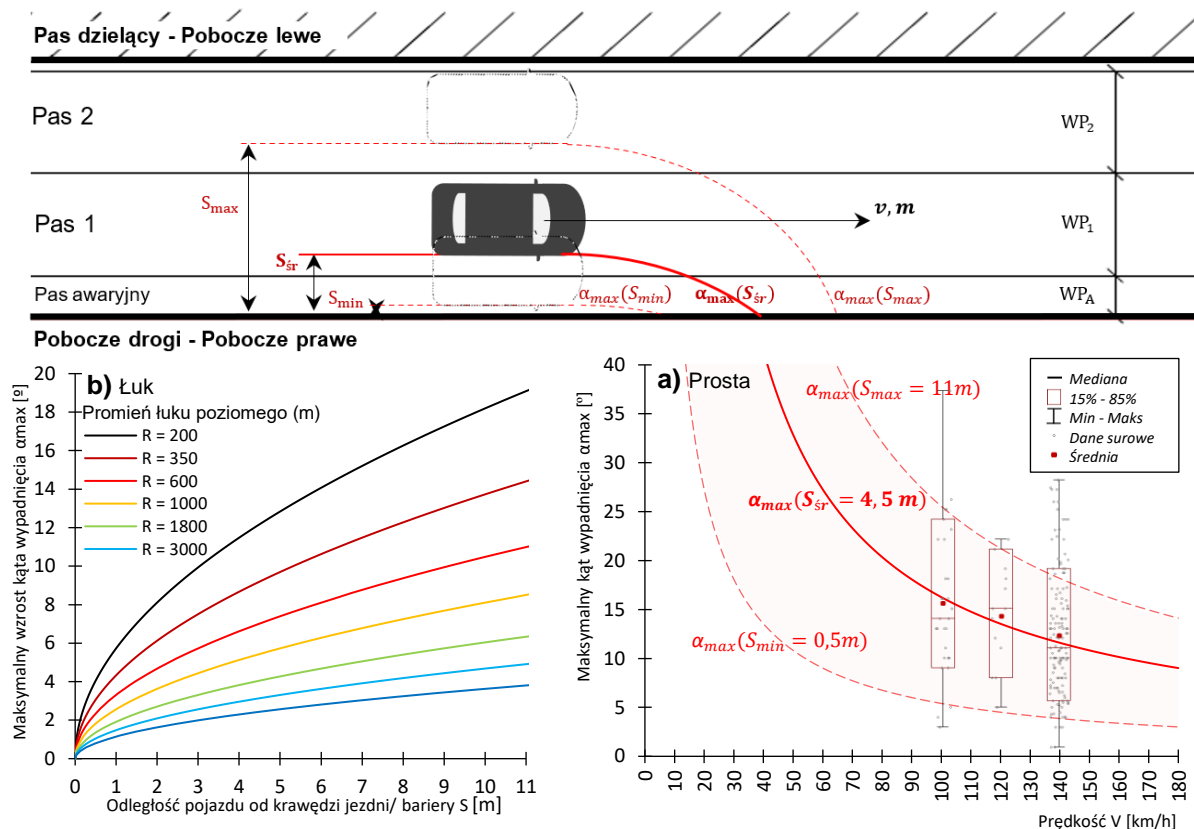 Pas dzielący - Pobocze lewe
Pas 2
WP2
Smax
Pas 1
v, m
WP1
Sśr
Smin
Pas awaryjny
αmax(Smin)
αmax(Sśr)
αmax(Smax)
WPA
Pobocze drogi - Pobocze prawe
b) Łuk
Promień łuku poziomego (m)
R = 200
R = 350
R = 600
R = 1000
R = 1800
R = 3000
Maksymalny wzrost kąta wypadnięcia αmax [º]
20
18
16
14
12
10
8
6
4
2
0
0 1 2 3 4 5 6 7 8 9 10 11
Odległość pojazdu od krawędzi jezdni/ bariery S [m]
a) Prosta
αmax(Smax = 11m)
αmax(Sśr = 4,5 m)
αmax(Smin = 0,5m)
Mediana
15% - 85%
Min - Maks
Dane surowe
Średnia
Maksymalny kąt wypadnięcia αmax [°]
40
35
30
25
20
15
10
5
0
0 10 20 30 40 50 60 70 80 90 100 110 120 130 140 150 160 170 180
Prędkość V [km/h]